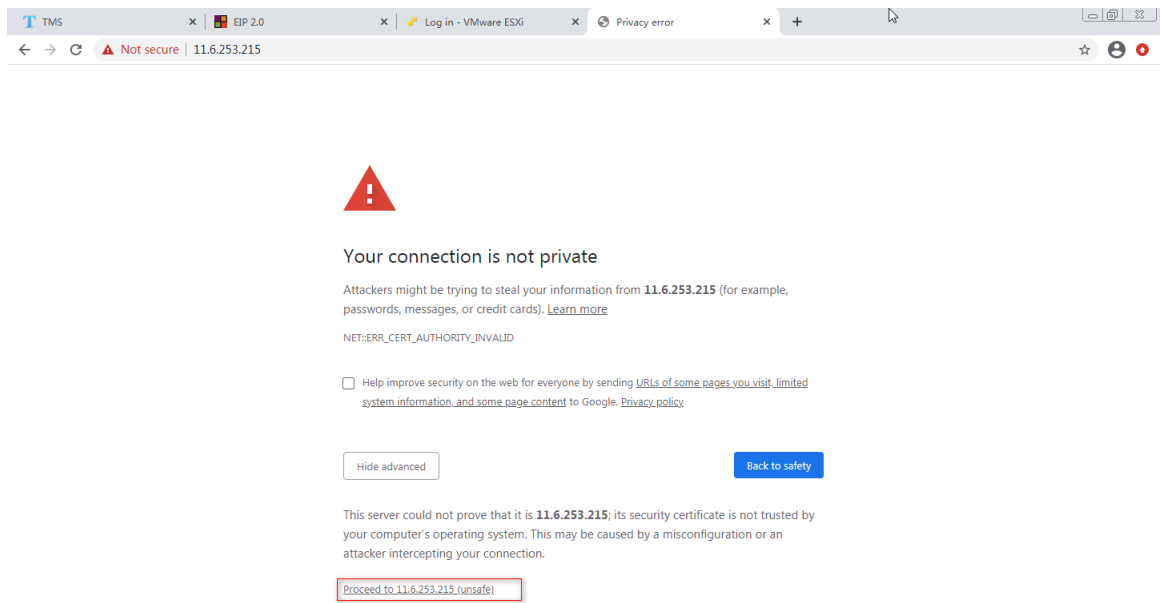 TMS
EIP 2.0
Log in - VMware ESXi
Privacy error
Not secure | 11.6.253.215
Your connection is not private
Attackers might be trying to steal your information from 11.6.253.215 (for example,
passwords, messages, or credit cards). Learn more
NET::ERR_CERT_AUTHORITY_INVALID
Help improve security on the web for everyone by sending URLs of some pages you visit, limited
system information, and some page content to Google. Privacy policy
Hide advanced
Back to safety
This server could not prove that it is 11.6.253.215; its security certificate is not trusted by
your computer's operating system. This may be caused by a misconfiguration or an
attacker intercepting your connection.
Proceed to 11.6.253.215 (unsafe)